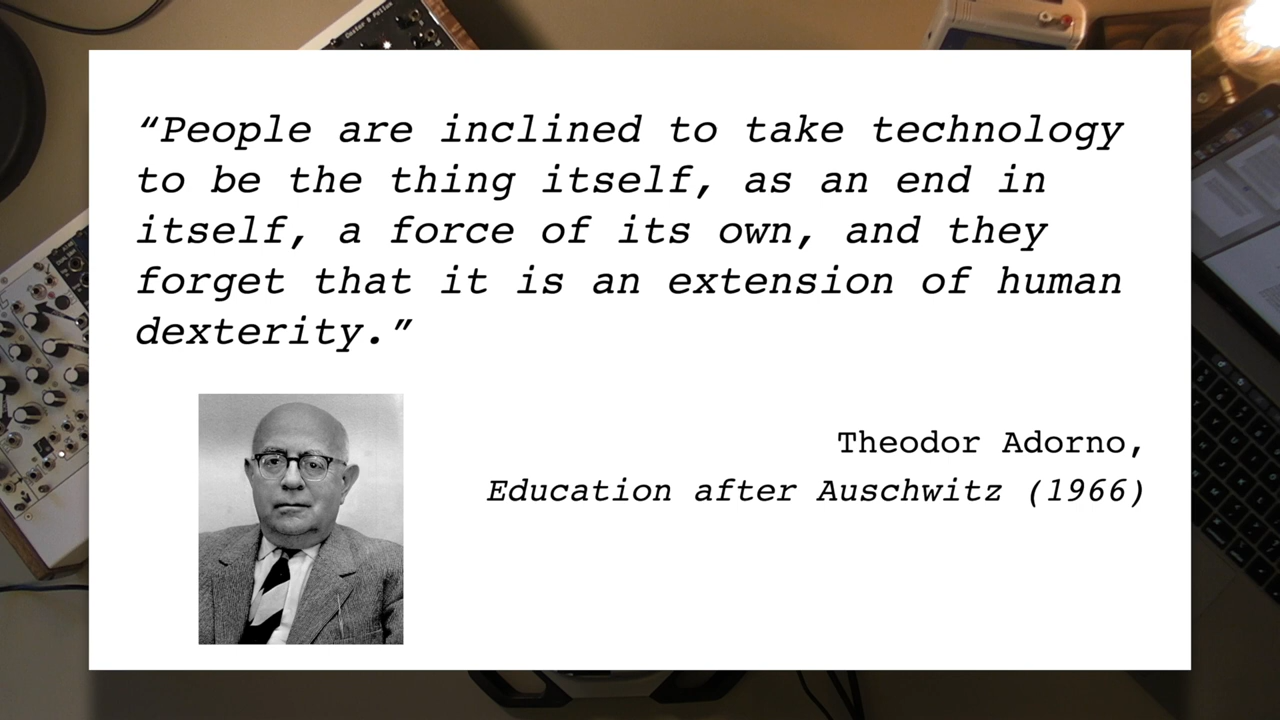 “People are inclined to take technology
to be the thing itself, as an end in
itself, a force of its own, and they
forget that it is an extension of human
dexterity.”
Theodor Adorno,
Education after Auschwitz (1966)